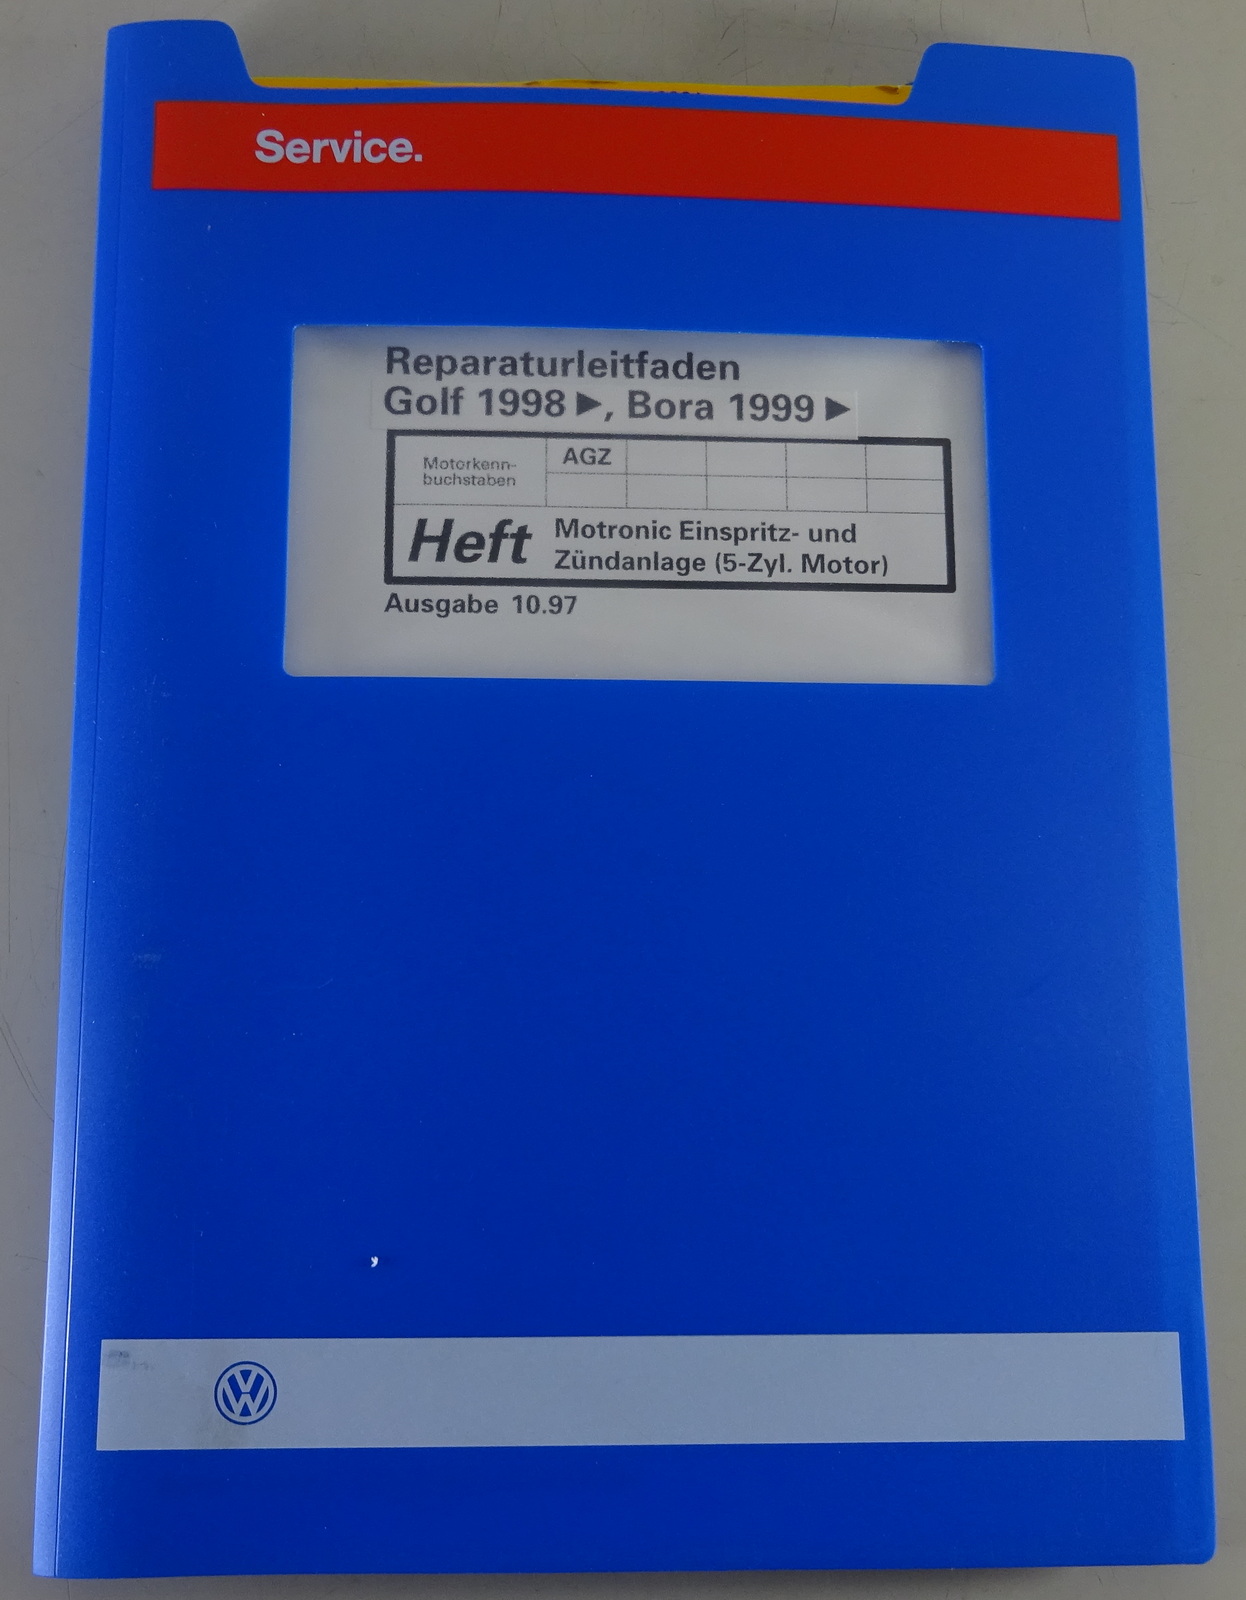 Service.
Reparaturleitfaden
Golf 1998 ▶, Bora 1999 ▶
Motorkenn-
buchstaben
AGZ
Heft
Motronic Einspritz- und
Zündanlage (5-Zyl. Motor)
Ausgabe 10.97